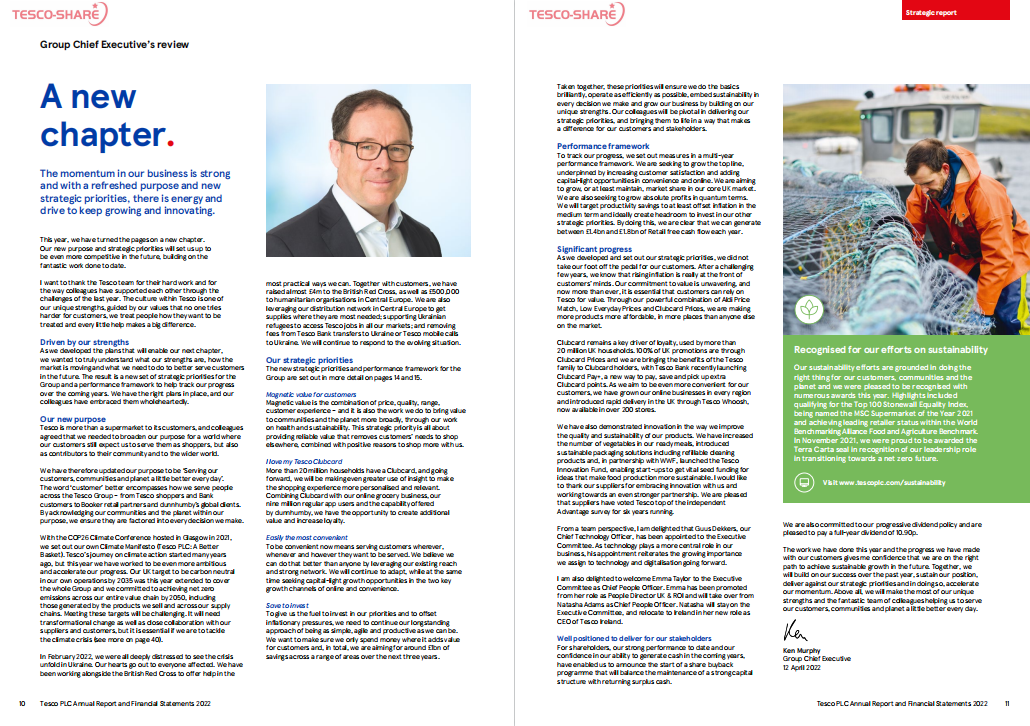 TESCO-SHARE
Group Chief Executive's review
A new
chapter.
The momentum in our business is strong
and with a refreshed purpose and new
strategic priorities, there is energy and
drive to keep growing and innovating.
This year, we have turned the pages on a new chapter.
Our new purpose and strategic priorities will set us up to
be even more competitive in the future, building on the
fantastic work done to date.
I want to thank the Tesco team for their hard work and for
the way colleagues have supported each other through the
challenges of the last year. The culture within Tesco is one of
our unique strengths, guided by our values that no one tries
harder for customers, we treat people how they want to be
treated and every little help makes a big difference.
Driven by our strengths
As we developed the plans that will enable our next chapter,
we wanted to truly understand what our strengths are, how the
market is moving and what we need to do to better serve customers
in the future. The result is a new set of strategic priorities for the
Group and a performance framework to help track our progress
over the coming years. We have the right plans in place, and our
colleagues have embraced them wholeheartedly.
Our new purpose
Tesco is more than a supermarket to its customers, and colleagues
agreed that we needed to broaden our purpose for a world where
our customers still expect us to serve them as shoppers, but also
as contributors to their community and to the wider world.
We have therefore updated our purpose to be 'Serving our
customers, communities and planet a little better every day'.
The word 'customer' better encompasses how we serve people
across the Tesco Group – from Tesco shoppers and Bank
customers to Booker retail partners and dunnhumby's global clients.
By acknowledging our communities and the planet within our
purpose, we ensure they are factored into every decision we make.
With the COP26 Climate Conference hosted in Glasgow in 2021,
we set out our own Climate Manifesto (Tesco PLC: A Better
Basket). Tesco's journey on climate action started many years
ago, but this year we have worked to be even more ambitious
and accelerate our progress. Our UK target to be carbon neutral
in our own operations by 2035 was this year extended to cover
the whole Group and we committed to achieving net zero
emissions across our entire value chain by 2050, including
those generated by the products we sell and across our supply
chains. Meeting these targets will be challenging. It will need
transformational change as well as close collaboration with our
suppliers and customers, but it is essential if we are to tackle
the climate crisis (see more on page 40).
In February 2022, we were all deeply distressed to see the crisis
unfold in Ukraine. Our hearts go out to everyone affected. We have
been working alongside the British Red Cross to offer help in the
most practical ways we can. Together with customers, we have
raised almost £4m to the British Red Cross, as well as £500,000
to humanitarian organisations in Central Europe. We are also
leveraging our distribution network in Central Europe to get
supplies where they are most needed; supporting Ukrainian
refugees to access Tesco jobs in all our markets; and removing
fees from Tesco Bank transfers to Ukraine or Tesco mobile calls
to Ukraine. We will continue to respond to the evolving situation.
Our strategic priorities
The new strategic priorities and performance framework for the
Group are set out in more detail on pages 14 and 15.
Magnetic value for customers
Magnetic value is the combination of price, quality, range,
customer experience – and it is also the work we do to bring value
to communities and the planet more broadly, through our work
on health and sustainability. This strategic priority is all about
providing reliable value that removes customers' needs to shop
elsewhere, combined with positive reasons to shop more with us.
I love my Tesco Clubcard
More than 20 million households have a Clubcard, and going
forward, we will be making even greater use of insight to make
the shopping experience more personalised and relevant.
Combining Clubcard with our online grocery business, our
nine million regular app users and the capability offered
by dunnhumby, we have the opportunity to create additional
value and increase loyalty.
Easily the most convenient
To be convenient now means serving customers wherever,
whenever and however they want to be served. We believe we
can do that better than anyone by leveraging our existing reach
and strong network. We will continue to adapt, while at the same
time seeking capital-light growth opportunities in the two key
growth channels of online and convenience.
Save to invest
To give us the fuel to invest in our priorities and to offset
inflationary pressures, we need to continue our longstanding
approach of being as simple, agile and productive as we can be.
We want to make sure we only spend money where it adds value
for customers and, in total, we are aiming for around £1bn of
savings across a range of areas over the next three years.
10 Tesco PLC Annual Report and Financial Statements 2022
TESCO-SHARE
Strategic report
Taken together, these priorities will ensure we do the basics
brilliantly, operate as efficiently as possible, embed sustainability in
every decision we make and grow our business by building on our
unique strengths. Our colleagues will be pivotal in delivering our
strategic priorities, and bringing them to life in a way that makes
a difference for our customers and stakeholders.
Performance framework
To track our progress, we set out measures in a multi-year
performance framework. We are seeking to grow the top line,
underpinned by increasing customer satisfaction and adding
capital-light opportunities in convenience and online. We are aiming
to grow, or at least maintain, market share in our core UK market.
We are also seeking to grow absolute profits in quantum terms.
We will target productivity savings to at least offset inflation in the
medium term and ideally create headroom to invest in our other
strategic priorities. By doing this, we are clear that we can generate
between £1.4bn and £1.8bn of Retail free cash flow each year.
Significant progress
As we developed and set out our strategic priorities, we did not
take our foot off the pedal for our customers. After a challenging
few years, we know that rising inflation is really at the front of
customers' minds. Our commitment to value is unwavering, and
now more than ever, it is essential that customers can rely on
Tesco for value. Through our powerful combination of Aldi Price
Match, Low Everyday Prices and Clubcard Prices, we are making
more products more affordable, in more places than anyone else
on the market.
Clubcard remains a key driver of loyalty, used by more than
20 million UK households. 100% of UK promotions are through
Clubcard Prices and we are bringing the benefits of the Tesco
family to Clubcard holders, with Tesco Bank recently launching
Clubcard Pay+, a new way to pay, save and pick up extra
Clubcard points. As we aim to be even more convenient for our
customers, we have grown our online businesses in every region
and introduced rapid delivery in the UK through Tesco Whoosh,
now available in over 200 stores.
We have also demonstrated innovation in the way we improve
the quality and sustainability of our products. We have increased
the number of vegetables in our ready meals, introduced
sustainable packaging solutions including refillable cleaning
products and, in partnership with WWF, launched the Tesco
Innovation Fund, enabling start-ups to get vital seed funding for
ideas that make food production more sustainable. I would like
to thank our suppliers for embracing innovation with us and
working towards an even stronger partnership. We are pleased
that suppliers have voted Tesco top of the independent
Advantage survey for six years running.
From a team perspective, I am delighted that Guus Dekkers, our
Chief Technology Officer, has been appointed to the Executive
Committee. As technology plays a more central role in our
business, his appointment reiterates the growing importance
we assign to technology and digitalisation going forward.
I am also delighted to welcome Emma Taylor to the Executive
Committee as Chief People Officer. Emma has been promoted
from her role as People Director UK & ROI and will take over from
Natasha Adams as Chief People Officer. Natasha will stay on the
Executive Committee, and relocate to Ireland in her new role as
CEO of Tesco Ireland.
Well positioned to deliver for our stakeholders
For shareholders, our strong performance to date and our
confidence in our ability to generate cash in the coming years,
have enabled us to announce the start of a share buyback
programme that will balance the maintenance of a strong capital
structure with returning surplus cash.
Recognised for our efforts on sustainability
Our sustainability efforts are grounded in doing the
right thing for our customers, communities and the
planet and we were pleased to be recognised with
numerous awards this year. Highlights included
qualifying for the Top 100 Stonewall Equality Index,
being named the MSC Supermarket of the Year 2021
and achieving leading retailer status within the World
Benchmarking Alliance Food and Agriculture Benchmark.
In November 2021, we were proud to be awarded the
Terra Carta seal in recognition of our leadership role
in transitioning towards a net zero future.
Visit www.tescoplc.com/sustainability
We are also committed to our progressive dividend policy and are
pleased to pay a full-year dividend of 10.90p.
The work we have done this year and the progress we have made
with our customers gives me confidence that we are on the right
path to achieve sustainable growth in the future. Together, we
will build on our success over the past year, sustain our position,
deliver against our strategic priorities and in doing so, accelerate
our momentum. Above all, we will make the most of our unique
strengths and the fantastic team of colleagues helping us to serve
our customers, communities and planet a little better every day.
Ken
Ken Murphy
Group Chief Executive
12 April 2022
Tesco PLC Annual Report and Financial Statements 2022 11